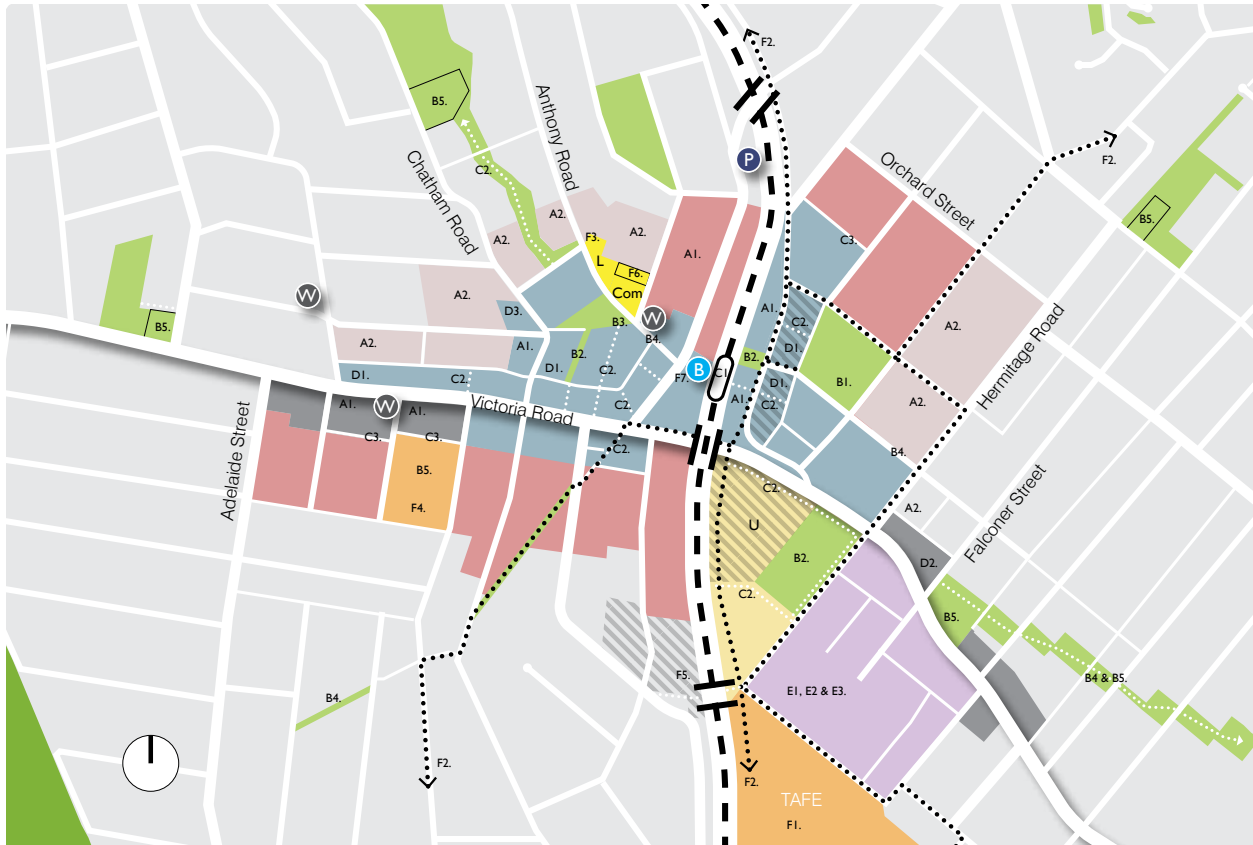 F2.
B5.
Anthony Road
P
Orchard Street
F2.
Chatham Road
C2.
A2.
A2.
A2.
B5.
F3.
L
F6.
Com
A1.
C3.
W
A2.
D3.
A1.
C2.
B3.
W
B4.
A2.
Hermitage Road
B5.
A2.
A1.
D1.
B2.
C2.
B2.
D1.
B
C1
F7.
D1.
C2.
D1.
C2.
A1.
B1.
A2.
W
A1.
A1.
Victoria Road
C2.
C2.
C3.
C3.
B4.
Adelaide Street
B5.
F4.
C2.
A2.
Falconer Street
U
B2.
D2.
C2.
B5.
F5.
E1, E2 & E3.
B4 & B5.
B4.
F2.
F2.
TAFE
F1.